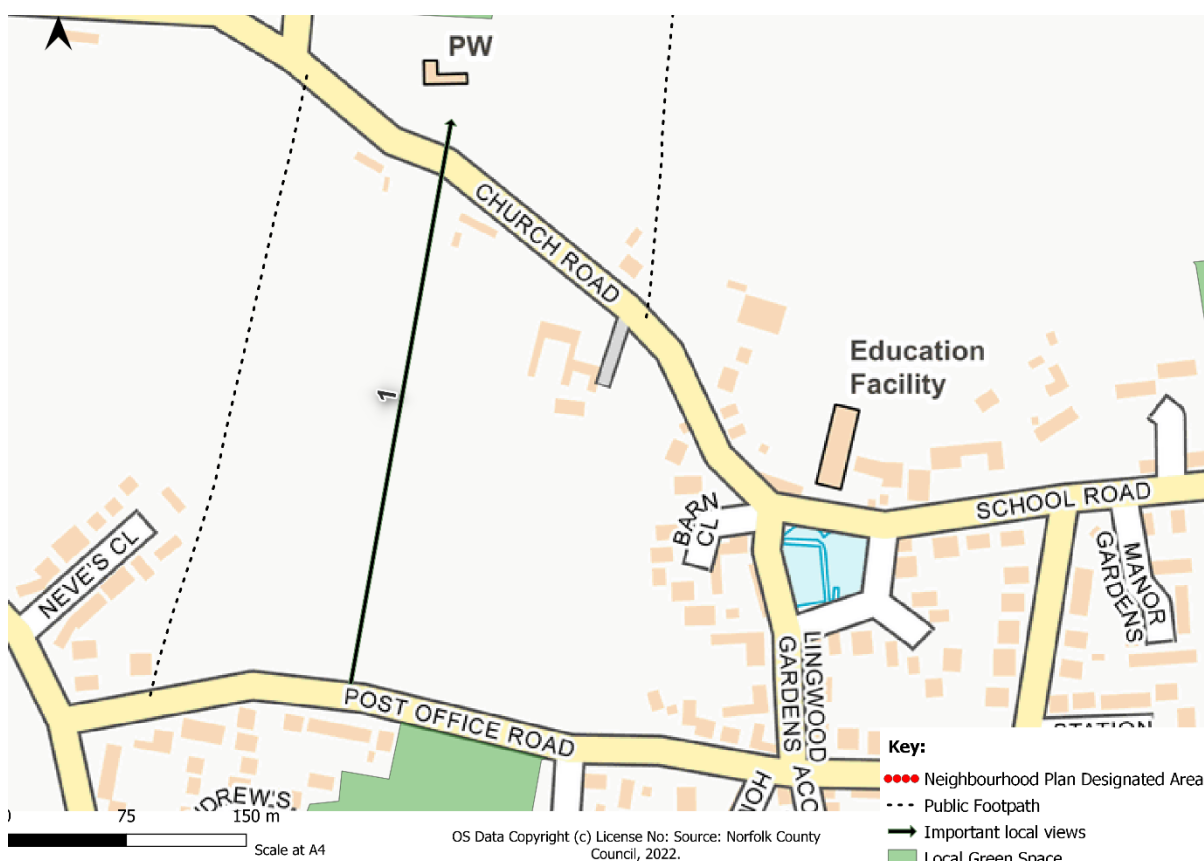 PW
CHURCH ROAD
1
Education
Facility
SCHOOL ROAD
BARN
CL
MANOR
GARDENS
NEVE'S CL
LINGWOOD
GARDENS
POST OFFICE ROAD
STATION
Key:
Neighbourhood Plan Designated Area
Public Footpath
Important local views
Local Green Space
0 75 150 m
Scale at A4
OS Data Copyright (c) License No: Source: Norfolk County
Council, 2022.